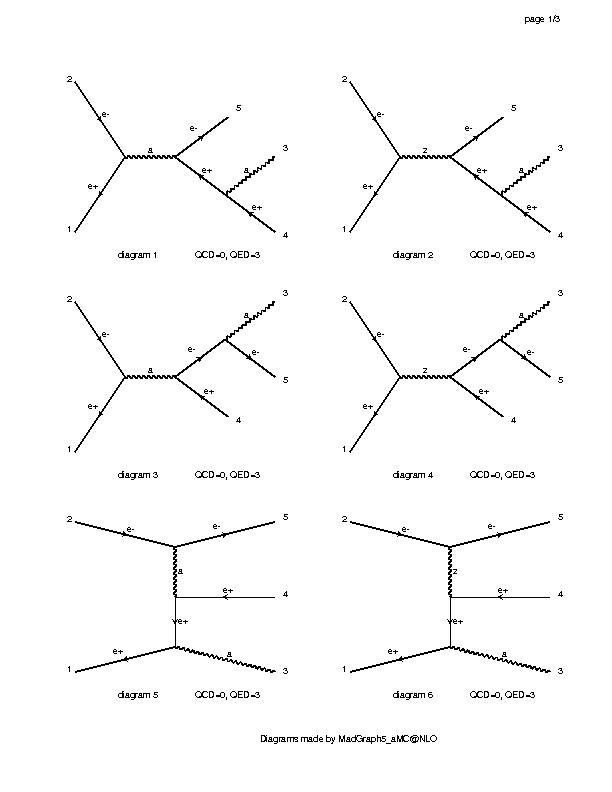 page 1/3
2 2
e- 5 e- 5
e- e-
a 3 z 3
e+ a e+ a
e+ e+
e+ e+
1 4 1 4
diagram 1 QCD=0, QED=3 diagram 2 QCD=0, QED=3
2 3 2 3
a a
e- e- e- e-
e- e-
a z
e+ e+ 5 e+ e+ 5
4 4
1 1
diagram 3 QCD=0, QED=3 diagram 4 QCD=0, QED=3
2 5 2 5
e- e- e- e-
a z
e+ 4 e+ 4
e+ e+
e+ a e+ a
1 3 1 3
diagram 5 QCD=0, QED=3 diagram 6 QCD=0, QED=3
Diagrams made by MadGraph5_aMC@NLO